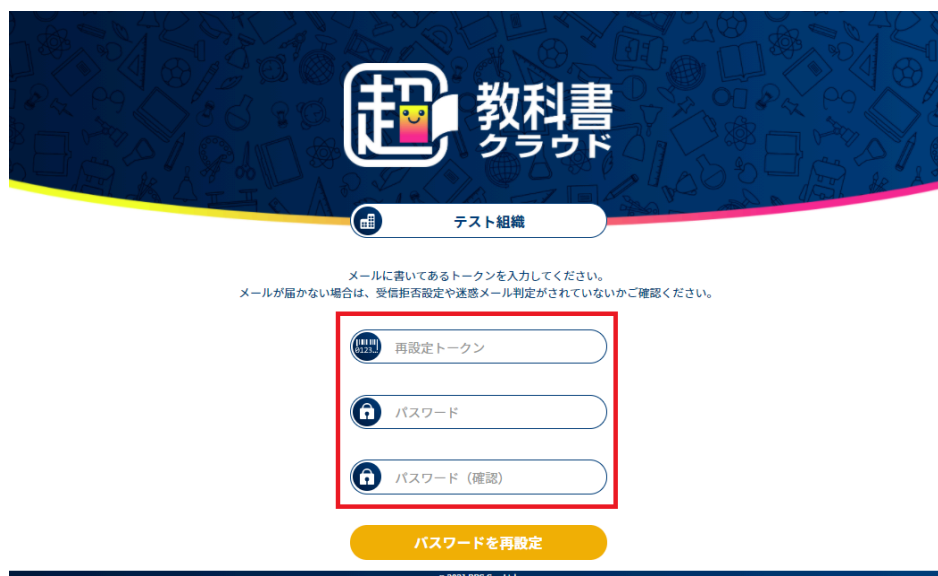 超
教科書
クラウド
テスト組織
メールに書いてあるトークンを入力してください。
メールが届かない場合は、受信拒否設定や迷惑メール判定がされていないかご確認ください。
0123...
再設定トークン
パスワード
パスワード（確認）
パスワードを再設定